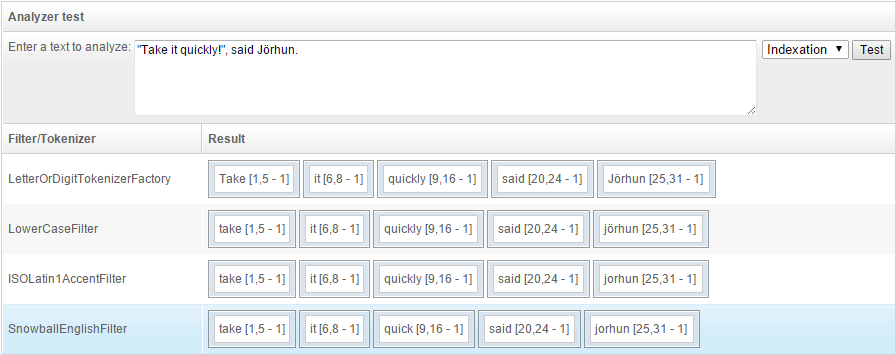 Analyzer test
Enter a text to analyze: "Take it quickly!", said Jörhun. Indexation Test
Filter/Tokenizer Result
LetterOrDigitTokenizerFactory Take [1,5 - 1] it [6,8 - 1] quickly [9,16 - 1] said [20,24 - 1] Jörhun [25,31 - 1]
LowerCaseFilter take [1,5 - 1] it [6,8 - 1] quickly [9,16 - 1] said [20,24 - 1] jörhun [25,31 - 1]
ISOLatin1AccentFilter take [1,5 - 1] it [6,8 - 1] quickly [9,16 - 1] said [20,24 - 1] jorhun [25,31 - 1]
SnowballEnglishFilter take [1,5 - 1] it [6,8 - 1] quick [9,16 - 1] said [20,24 - 1] jorhun [25,31 - 1]